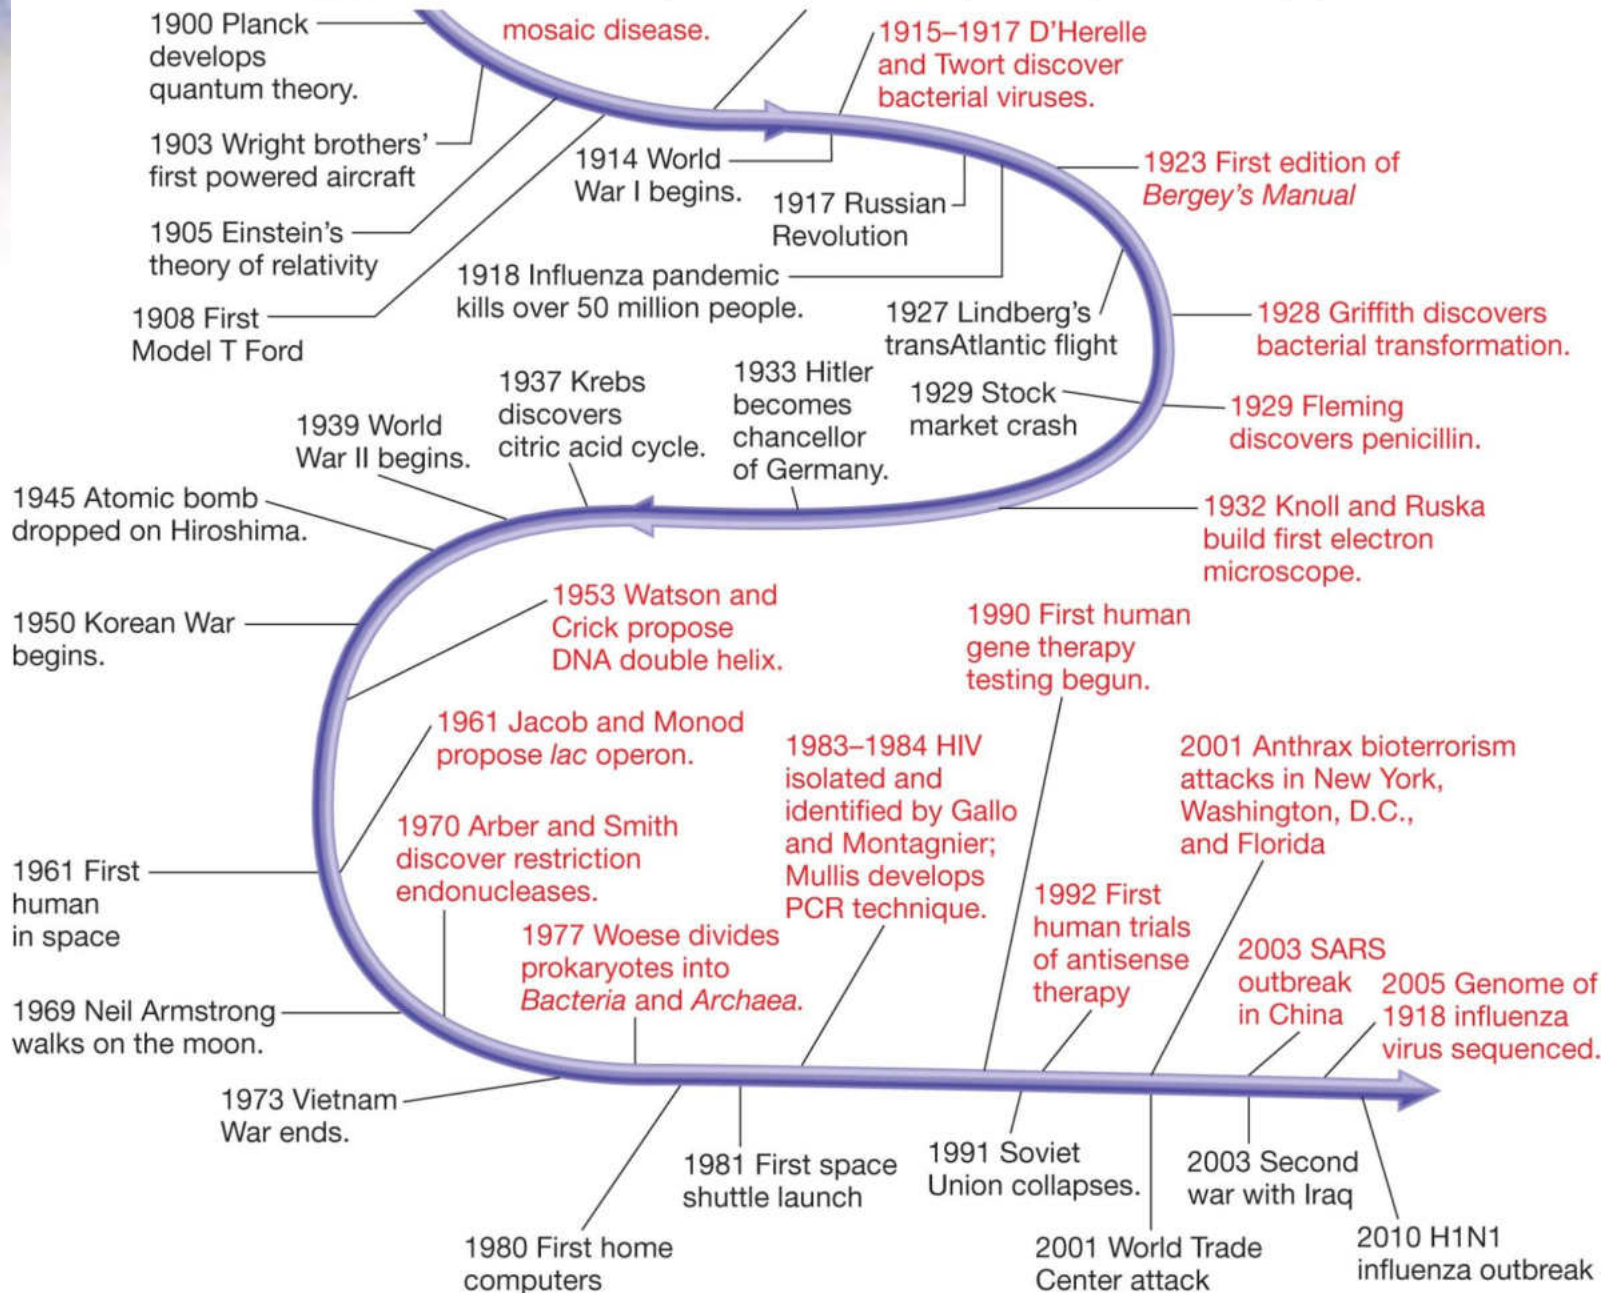 mosaic disease.
1900 Planck
develops
quantum theory.
1903 Wright brothers’
first powered aircraft
1905 Einstein’s
theory of relativity
1908 First
Model T Ford
1914 World
War I begins.
1915–1917 D’Herelle
and Twort discover
bacterial viruses.
1917 Russian
Revolution
1918 Influenza pandemic
kills over 50 million people.
1923 First edition of
Bergey’s Manual
1927 Lindberg’s
transAtlantic flight
1928 Griffith discovers
bacterial transformation.
1929 Stock
market crash
1929 Fleming
discovers penicillin.
1932 Knoll and Ruska
build first electron
microscope.
1933 Hitler
becomes
chancellor
of Germany.
1937 Krebs
discovers
citric acid cycle.
1939 World
War II begins.
1945 Atomic bomb
dropped on Hiroshima.
1950 Korean War
begins.
1953 Watson and
Crick propose
DNA double helix.
1961 Jacob and Monod
propose lac operon.
1961 First
human
in space
1969 Neil Armstrong
walks on the moon.
1970 Arber and Smith
discover restriction
endonucleases.
1973 Vietnam
War ends.
1977 Woese divides
prokaryotes into
Bacteria and Archaea.
1980 First home
computers
1981 First space
shuttle launch
1983–1984 HIV
isolated and
identified by Gallo
and Montagnier;
Mullis develops
PCR technique.
1990 First human
gene therapy
testing begun.
1991 Soviet
Union collapses.
1992 First
human trials
of antisense
therapy
2001 Anthrax bioterrorism
attacks in New York,
Washington, D.C.,
and Florida
2001 World Trade
Center attack
2003 SARS
outbreak
in China
2003 Second
war with Iraq
2005 Genome of
1918 influenza
virus sequenced.
2010 H1N1
influenza outbreak